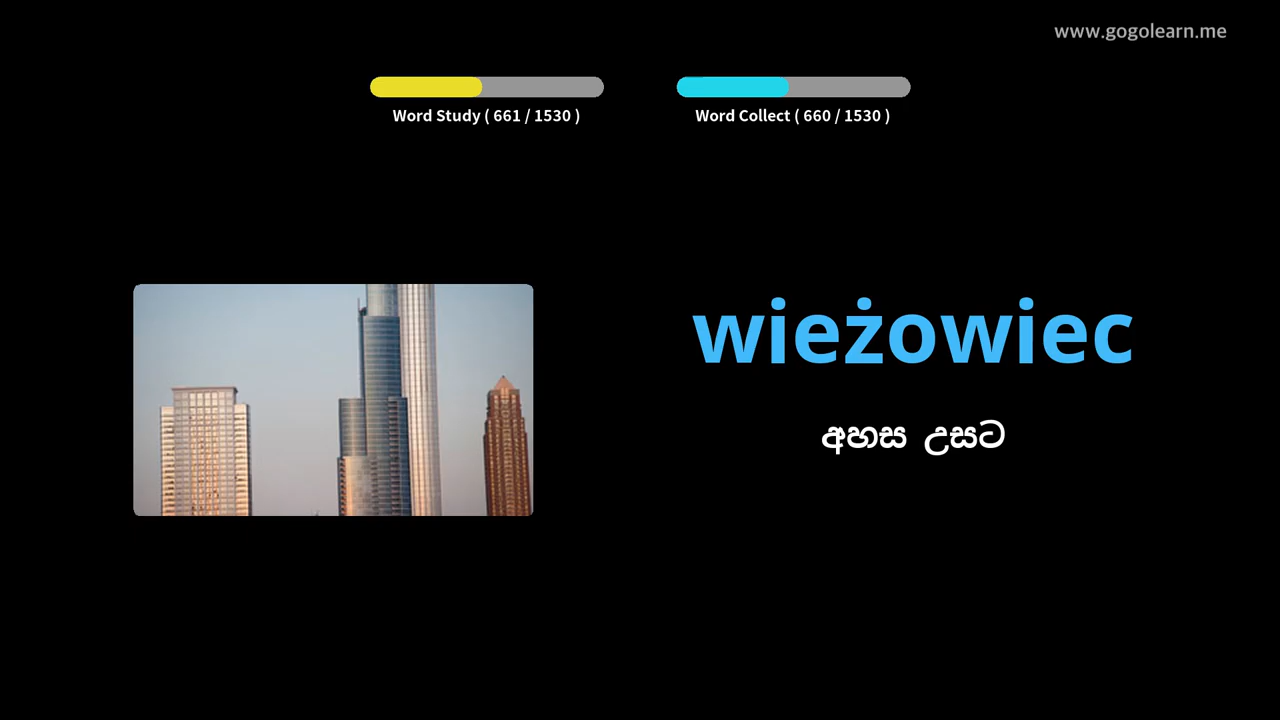 www.gogolearn.me
Word Study ( 661 / 1530 )
Word Collect ( 660 / 1530 )
wieżowiec
අහස උසට